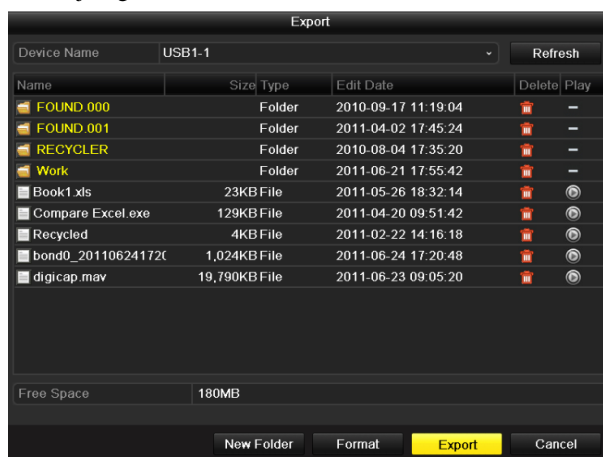 Export
Device Name USB1-1 Refresh
Name Size Type Edit Date Delete Play
FOUND.000 Folder 2010-09-17 11:19:04 –
FOUND.001 Folder 2011-04-02 17:45:24 –
RECYCLER Folder 2010-08-04 17:35:20 –
Work Folder 2011-06-21 17:55:42 –
Book1.xls 23KB File 2011-05-26 18:32:14
Compare Excel.exe 129KB File 2011-04-20 09:51:42
Recycled 4KB File 2011-02-22 14:16:18
bond0_201106241720 1,024KB File 2011-06-24 17:20:48
digicap.mav 19,790KB File 2011-06-23 09:05:20
Free Space 180MB
New Folder Format Export Cancel